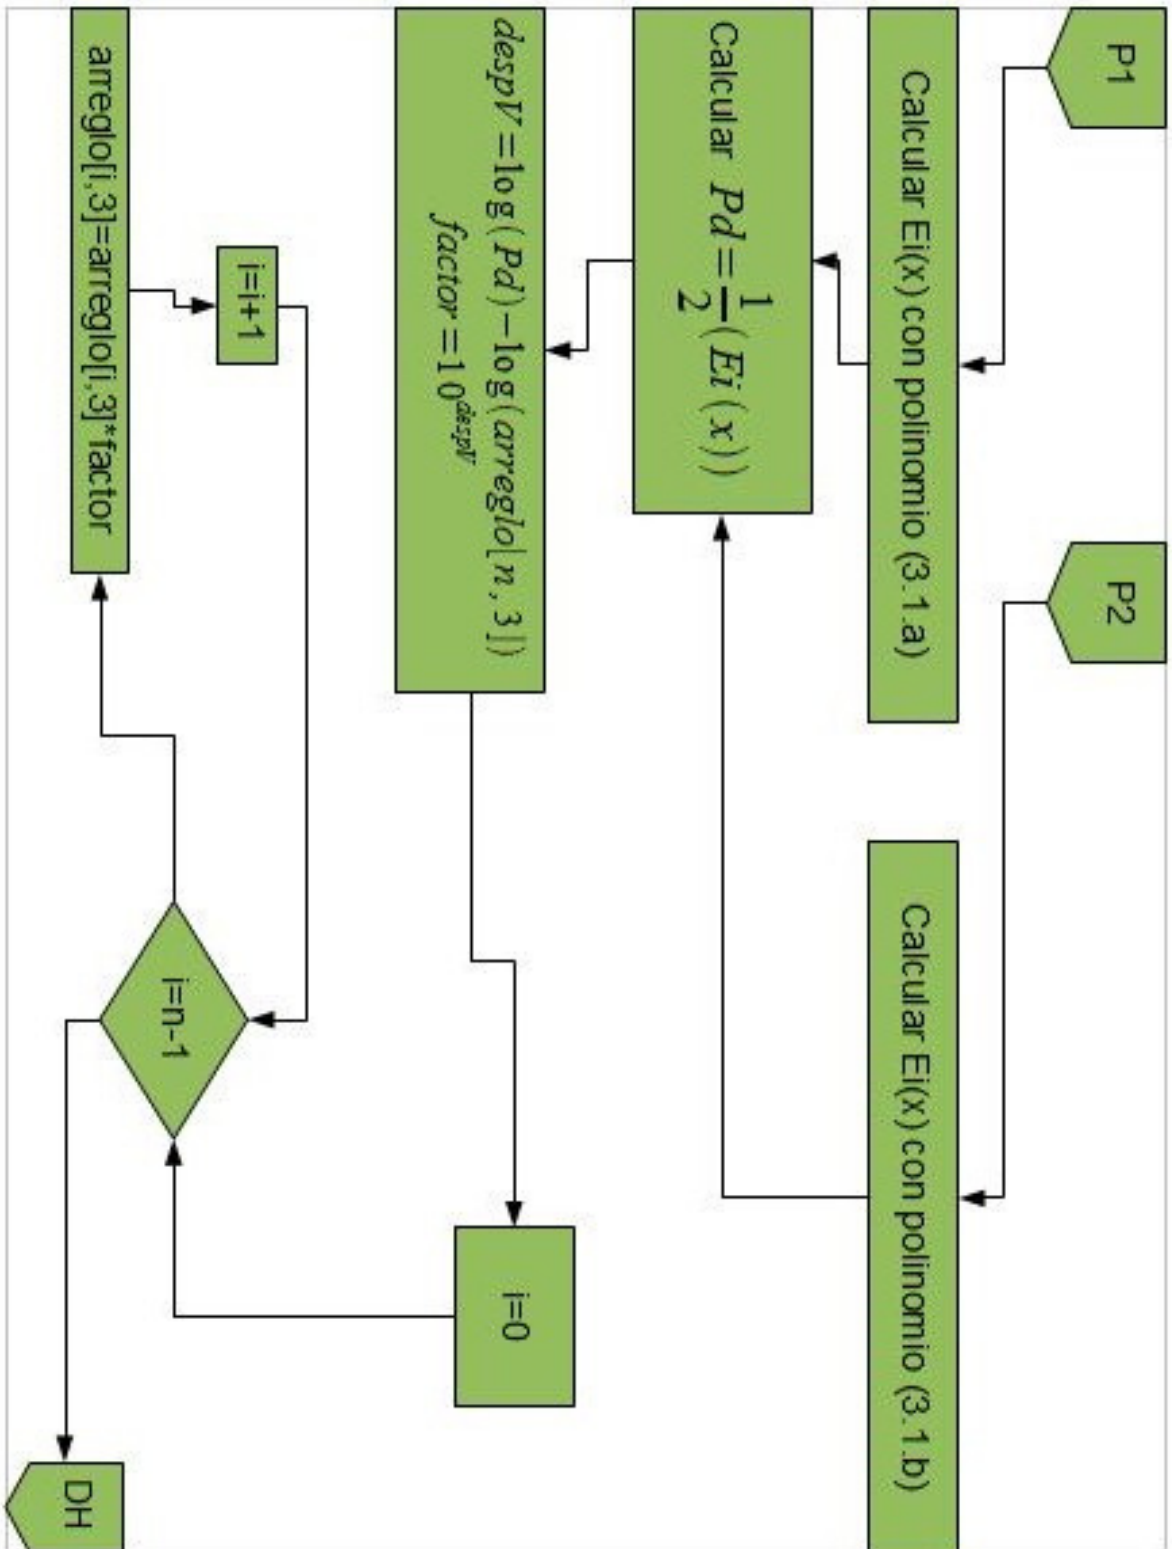 P1
P2
Calcular Ei(x) con polinomio (3.1.a)
Calcular Ei(x) con polinomio (3.1.b)
Calcular Pd=\frac{1}{2}(Ei(x))
despV=log(Pd)−log(arreglo[n,3])
factor=10^{despV}
i=0
i=i+1
i=n-1
arreglo[i,3]=arreglo[i,3]*factor
DH